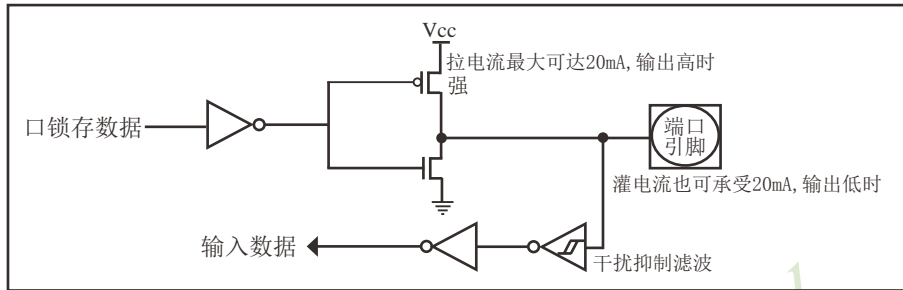 Vcc
拉电流最大可达20mA,输出高时
强
口锁存数据
端口
引脚
灌电流也可承受20mA,输出低时
输入数据
干扰抑制滤波